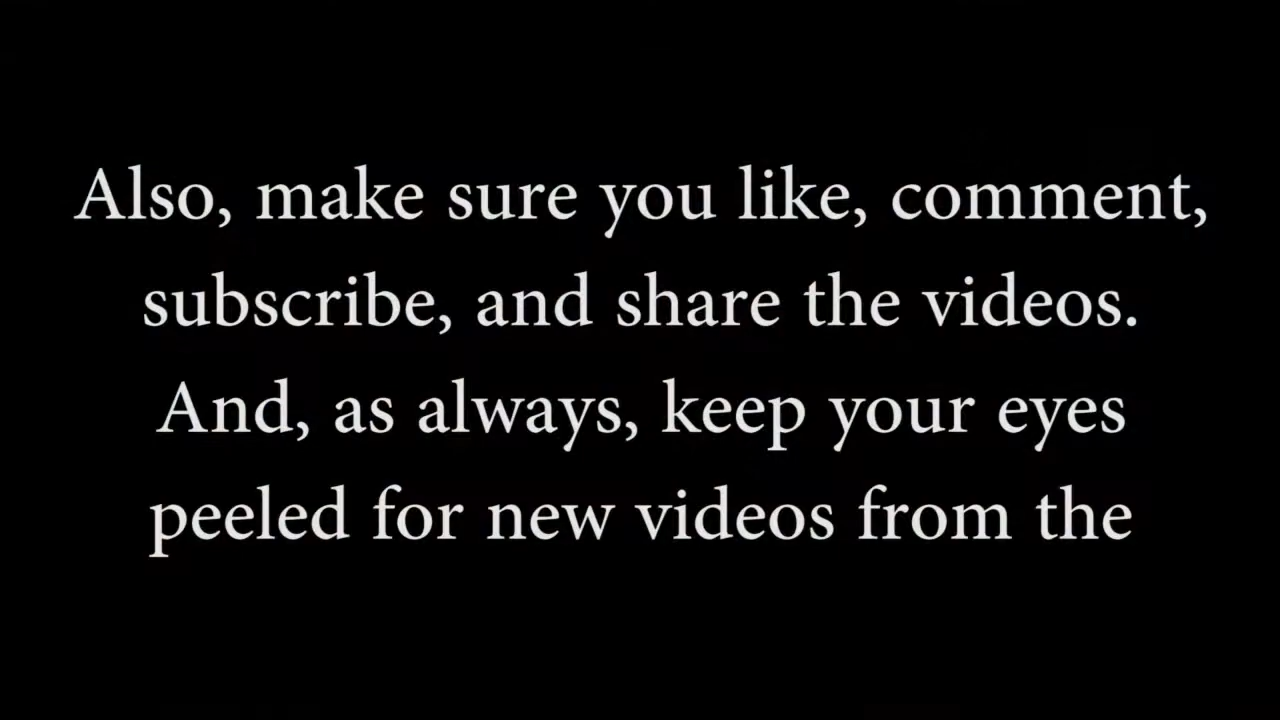 Also, make sure you like, comment,
subscribe, and share the videos.
And, as always, keep your eyes
peeled for new videos from the